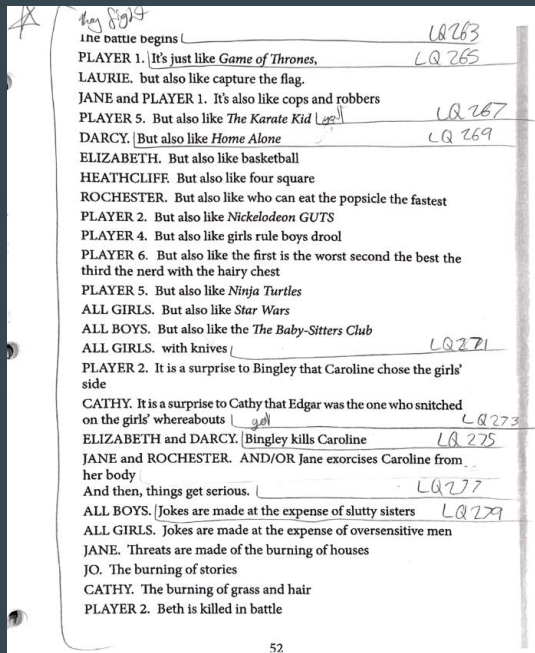 they fight
The battle begins LQ263
PLAYER 1. It's just like Game of Thrones, LQ 265
LAURIE. but also like capture the flag.
JANE and PLAYER 1. It's also like cops and robbers
PLAYER 5. But also like The Karate Kid yell LQ 267
DARCY. But also like Home Alone LQ 269
ELIZABETH. But also like basketball
HEATHCLIFF. But also like four square
ROCHESTER. But also like who can eat the popsicle the fastest
PLAYER 2. But also like Nickelodeon GUTS
PLAYER 4. But also like girls rule boys drool
PLAYER 6. But also like the first is the worst second the best the
third the nerd with the hairy chest
PLAYER 5. But also like Ninja Turtles
ALL GIRLS. But also like Star Wars
ALL BOYS. But also like the The Baby-Sitters Club
ALL GIRLS. with knives LQ271
PLAYER 2. It is a surprise to Bingley that Caroline chose the girls'
side
CATHY. It is a surprise to Cathy that Edgar was the one who snitched
on the girls' whereabouts LQ273
ELIZABETH and DARCY. Bingley kills Caroline LQ 275
JANE and ROCHESTER. AND/OR Jane exorcises Caroline from
her body
And then, things get serious. LQ277
ALL BOYS. Jokes are made at the expense of slutty sisters LQ279
ALL GIRLS. Jokes are made at the expense of oversensitive men
JANE. Threats are made of the burning of houses
JO. The burning of stories
CATHY. The burning of grass and hair
PLAYER 2. Beth is killed in battle
52